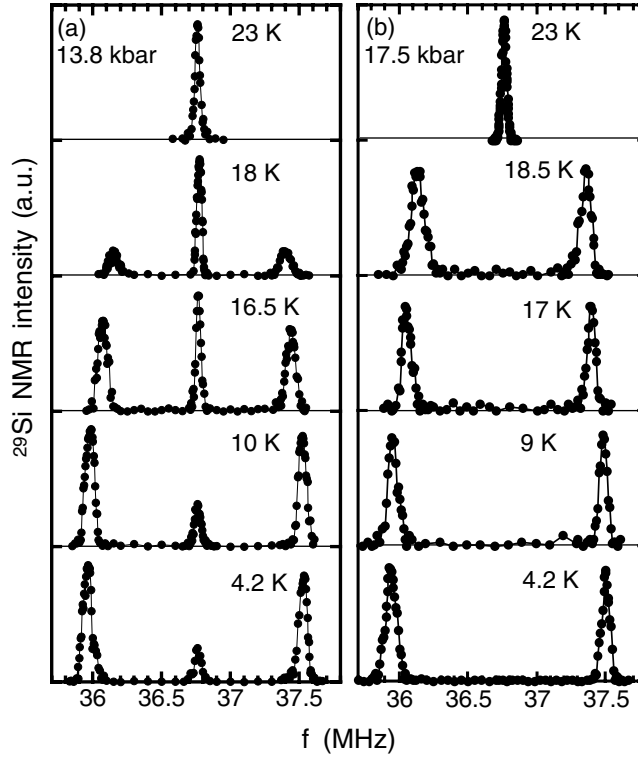 (a)
13.8 kbar
23 K
18 K
16.5 K
10 K
4.2 K
(b)
17.5 kbar
23 K
18.5 K
17 K
9 K
4.2 K
²⁹Si NMR intensity (a.u.)
36 36.5 37 37.5
36 36.5 37 37.5
f (MHz)